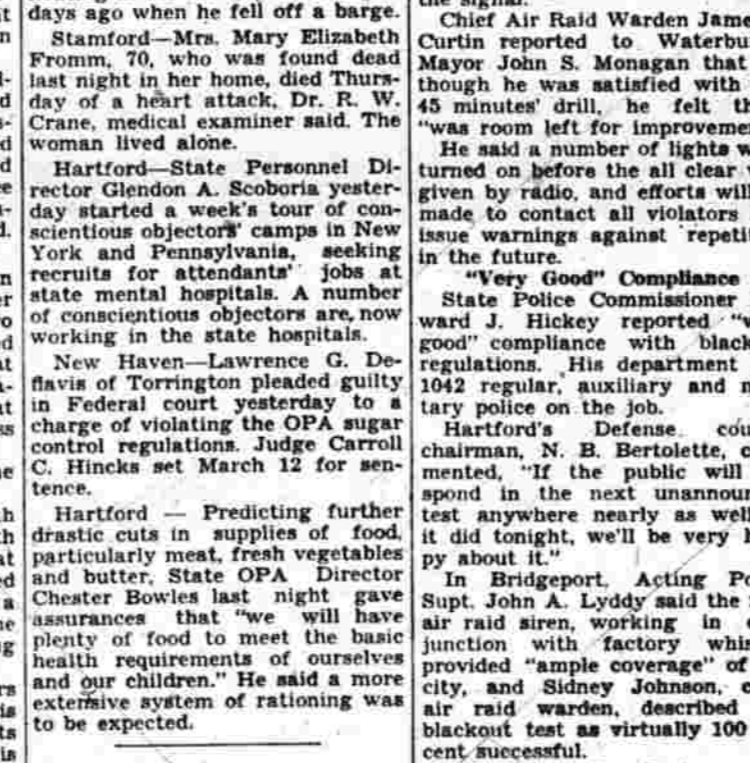 days ago when he fell off a barge.
Stamford—Mrs. Mary Elizabeth
Fromm, 70, who was found dead
last night in her home, died Thurs-
day of a heart attack, Dr. R. W.
Crane, medical examiner said. The
woman lived alone.
Hartford—State Personnel Di-
rector Glendon A. Scoboria yester-
day started a week's tour of con-
scientious objectors' camps in New
York and Pennsylvania, seeking
recruits for attendants' jobs at
state mental hospitals. A number
of conscientious objectors are, now
working in the state hospitals.
New Haven—Lawrence G. De-
flavis of Torrington pleaded guilty
in Federal court yesterday to a
charge of violating the OPA sugar
control regulations. Judge Carroll
C. Hincks set March 12 for sen-
tence.
Hartford — Predicting further
drastic cuts in supplies of food,
particularly meat, fresh vegetables
and butter, State OPA Director
Chester Bowles last night gave
assurances that "we will have
plenty of food to meet the basic
health requirements of ourselves
and our children." He said a more
extensive system of rationing was
to be expected.
the signal.
Chief Air Raid Warden Jame
Curtin reported to Waterbu
Mayor John S. Monagan that
though he was satisfied with
45 minutes' drill, he felt th
"was room left for improveme
He said a number of lights w
turned on before the all clear
given by radio, and efforts will
made to contact all violators
issue warnings against repetit
in the future.
"Very Good" Compliance
State Police Commissioner
ward J. Hickey reported "v
good" compliance with black
regulations. His department
1042 regular, auxiliary and m
tary police on the job.
Hartford's Defense cou
chairman, N. B. Bertolette, c
mented, "If the public will
spond in the next unannou
test anywhere nearly as well
it did tonight, we'll be very h
py about it."
In Bridgeport, Acting Po
Supt. John A. Lyddy said the
air raid siren, working in c
junction with factory whis
provided "ample coverage" of
city, and Sidney Johnson, c
air raid warden, described
blackout test as virtually 100
cent successful.